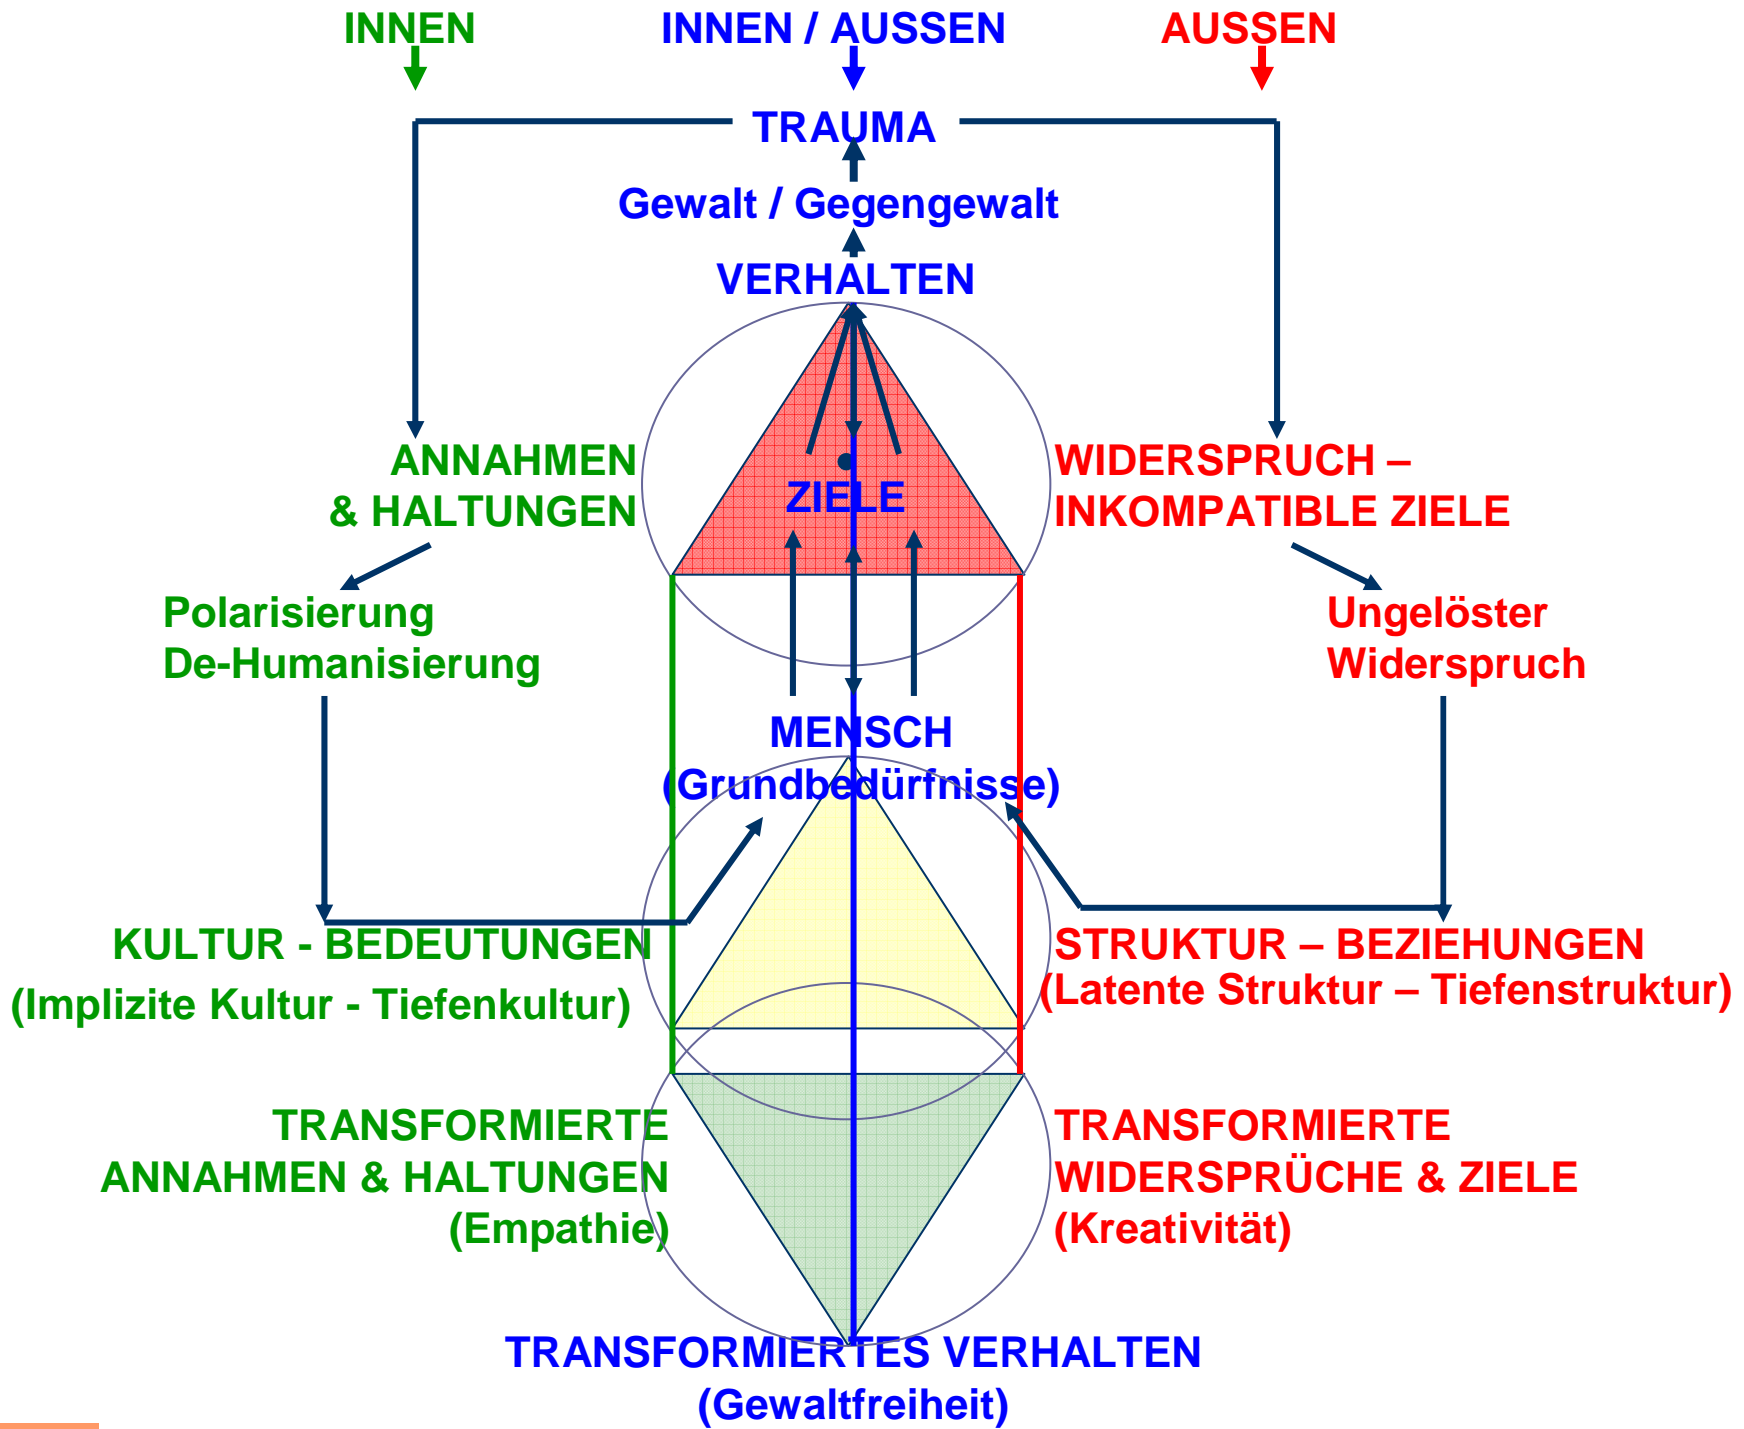 INNEN
INNEN / AUSSEN
AUSSEN
TRAUMA
Gewalt / Gegengewalt
VERHALTEN
ANNAHMEN
& HALTUNGEN
ZIELE
WIDERSPRUCH –
INKOMPATIBLE ZIELE
Polarisierung
De-Humanisierung
Ungelöster
Widerspruch
MENSCH
(Grundbedürfnisse)
KULTUR - BEDEUTUNGEN
(Implizite Kultur - Tiefenkultur)
STRUKTUR – BEZIEHUNGEN
(Latente Struktur – Tiefenstruktur)
TRANSFORMIERTE
ANNAHMEN & HALTUNGEN
(Empathie)
TRANSFORMIERTE
WIDERSPRÜCHE & ZIELE
(Kreativität)
TRANSFORMIERTES VERHALTEN
(Gewaltfreiheit)